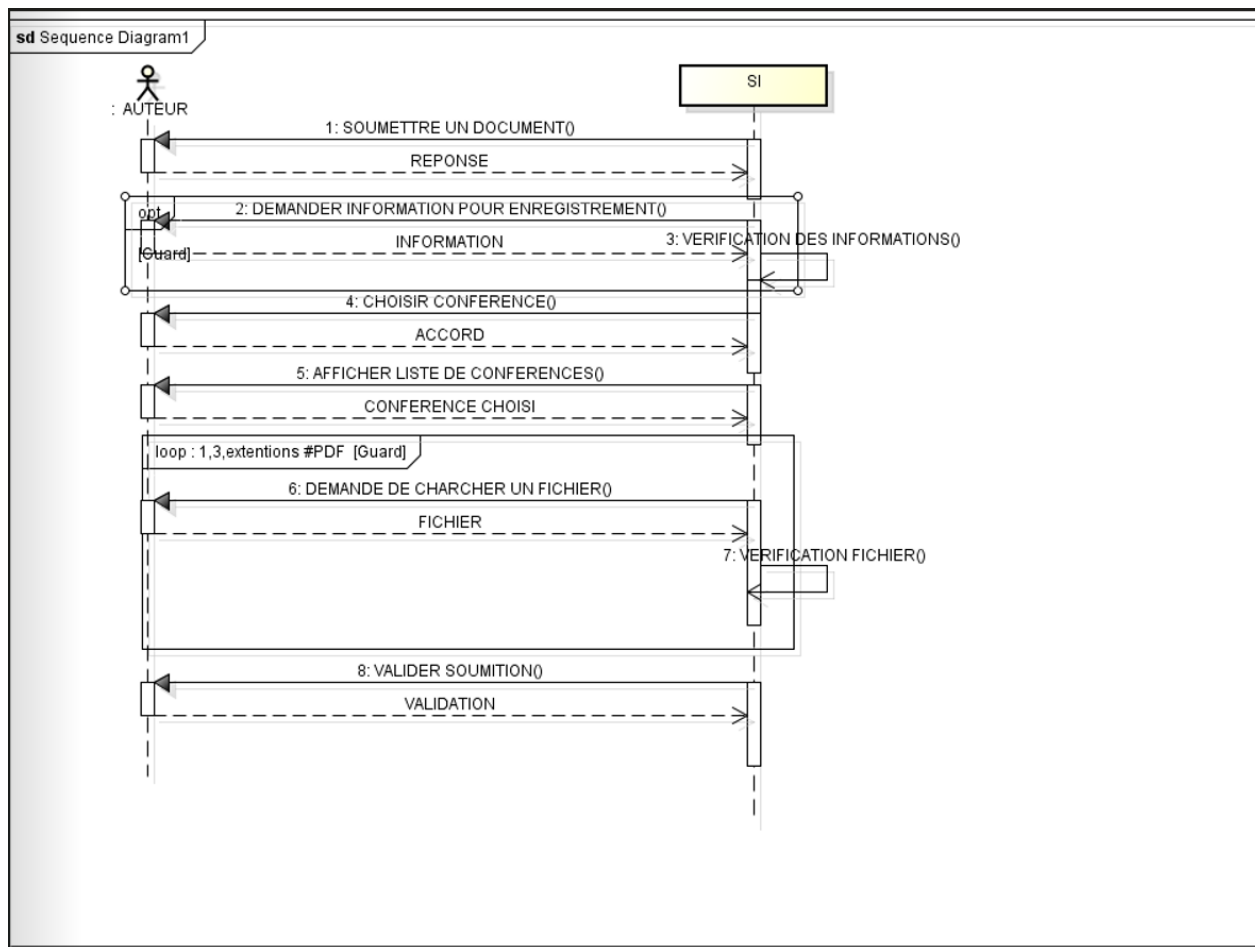 sd Sequence Diagram1
: AUTEUR
SI
1: SOUMETTRE UN DOCUMENT()
REPONSE
opt
2: DEMANDER INFORMATION POUR ENREGISTREMENT()
INFORMATION
3: VERIFICATION DES INFORMATIONS()
[Guard]
4: CHOISIR CONFERENCE()
ACCORD
5: AFFICHER LISTE DE CONFERENCES()
CONFERENCE CHOISI
loop : 1,3,extentions #PDF [Guard]
6: DEMANDE DE CHARCHER UN FICHIER()
FICHIER
7: VERIFICATION FICHIER()
8: VALIDER SOUMITION()
VALIDATION